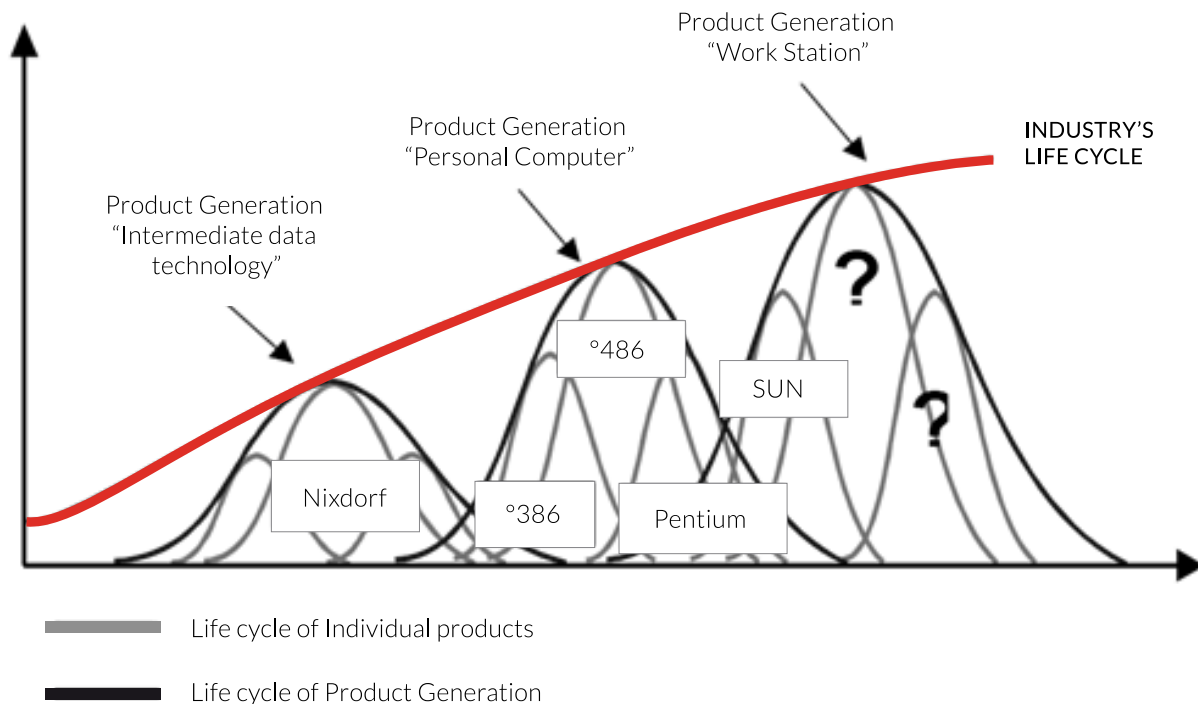 Product Generation
“Work Station”
Product Generation
“Personal Computer”
INDUSTRY’S
LIFE CYCLE
Product Generation
“Intermediate data
technology”
?
°486
SUN
?
Nixdorf
°386
Pentium
Life cycle of Individual products
Life cycle of Product Generation